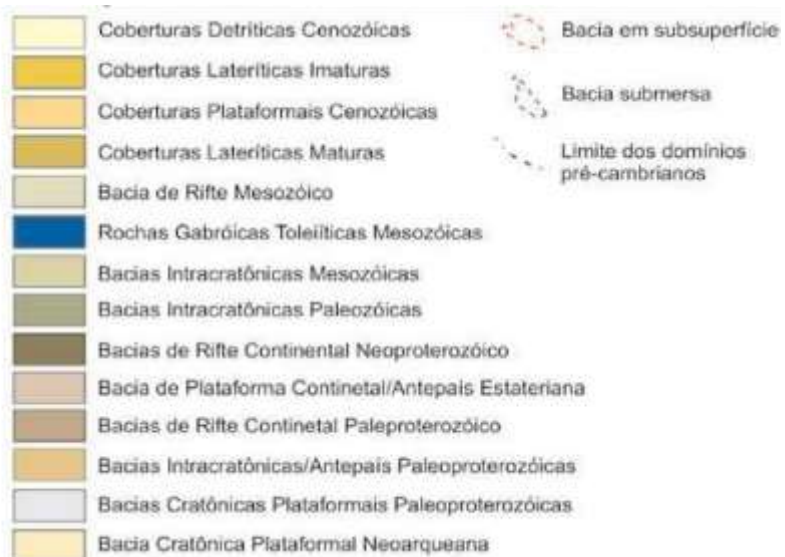 Coberturas Detríticas Cenozóicas
Coberturas Lateríticas Imaturas
Coberturas Plataformais Cenozóicas
Coberturas Lateríticas Maturas
Bacia de Rifte Mesozóico
Rochas Gabróicas Toleiíticas Mesozóicas
Bacias Intracratônicas Mesozóicas
Bacias Intracratônicas Paleozóicas
Bacias de Rifte Continental Neoproterozóico
Bacia de Plataforma Continetal/Antepaís Estateriana
Bacias de Rifte Continetal Paleproterozóico
Bacias Intracratônicas/Antepaís Paleoproterozóicas
Bacias Cratônicas Plataformais Paleoproterozóicas
Bacia Cratônica Plataformal Neoarqueana
Bacia em subsuperfície
Bacia submersa
Limite dos domínios
pré-cambrianos